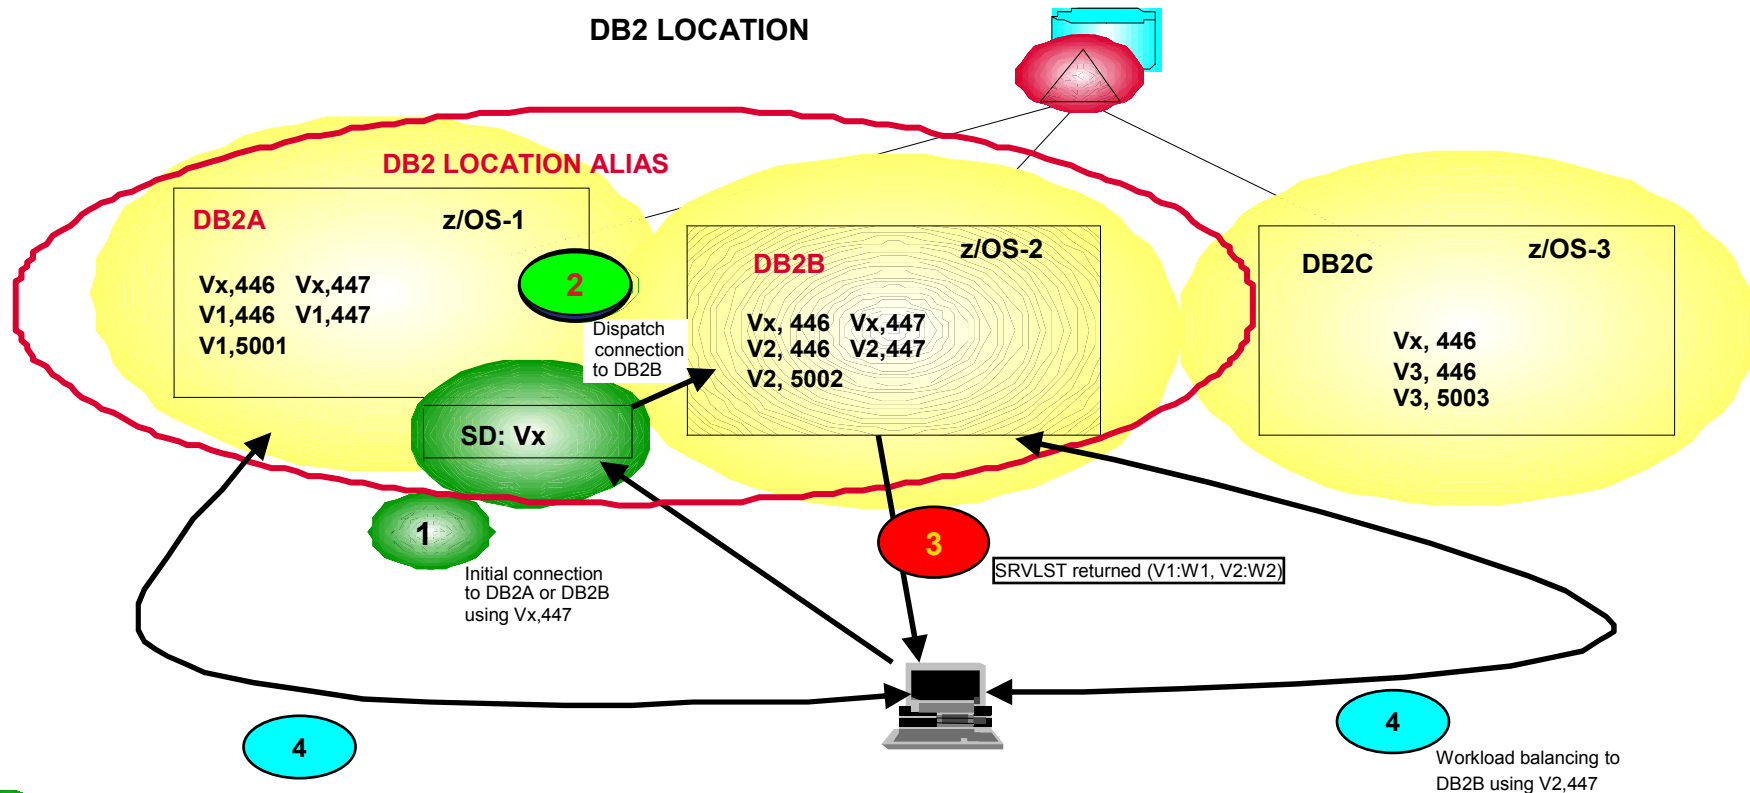 DB2 LOCATION
DB2 LOCATION ALIAS
DB2A
z/OS-1
Vx,446 Vx,447
V1,446 V1,447
V1,5001
2
Dispatch
connection
to DB2B
DB2B
z/OS-2
Vx, 446 Vx,447
V2, 446 V2,447
V2, 5002
DB2C
z/OS-3
Vx, 446
V3, 446
V3, 5003
SD: Vx
1
Initial connection
to DB2A or DB2B
using Vx,447
3
SRVLST returned (V1:W1, V2:W2)
4
4
Workload balancing to
DB2B using V2,447